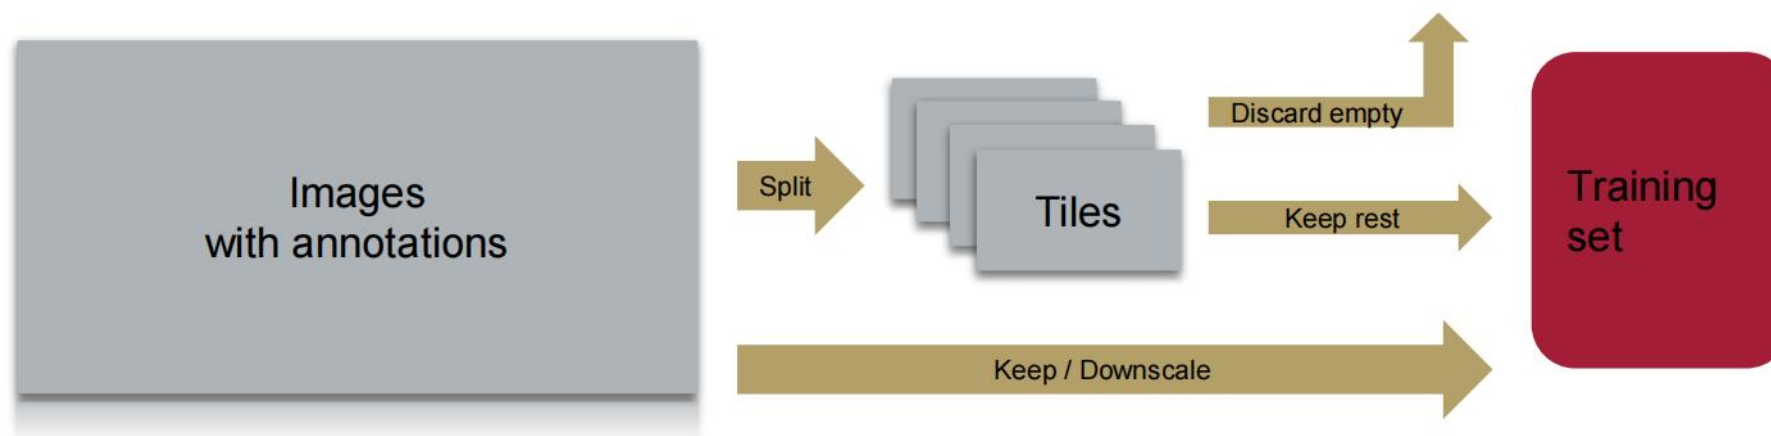 Images
with annotations
Split
Tiles
Discard empty
Keep rest
Keep / Downscale
Training
set